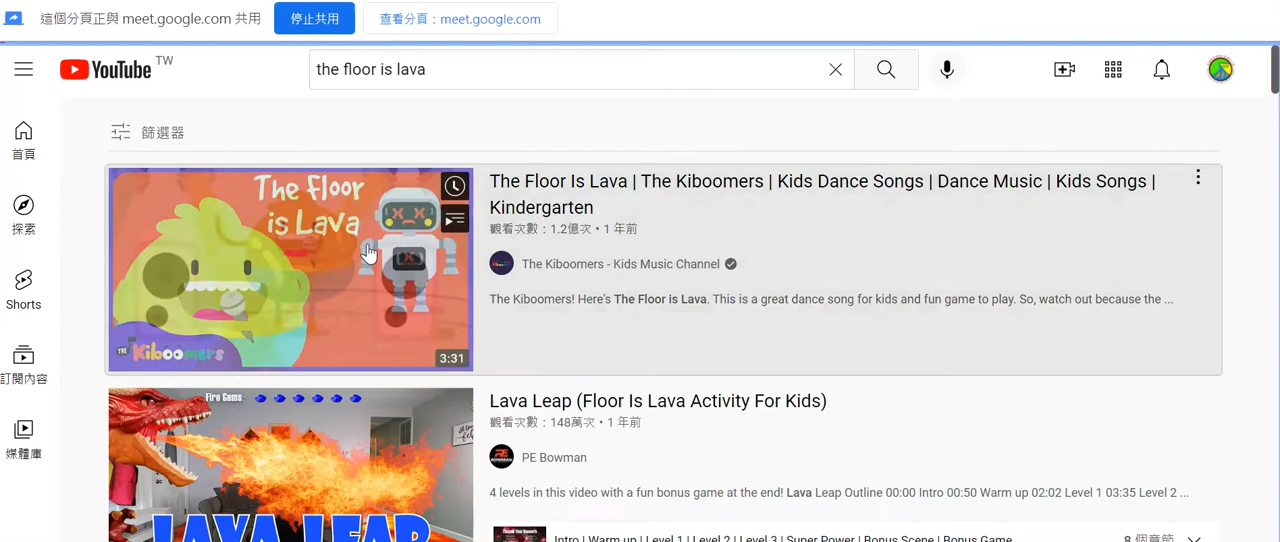 這個分頁正與 meet.google.com 共用 停止共用 查看分頁：meet.google.com
YouTube TW
the floor is lava
首頁
探索
Shorts
訂閱內容
媒體庫
篩選器
The Floor
is Lava
THE Kiboomers
3:31
The Floor Is Lava | The Kiboomers | Kids Dance Songs | Dance Music | Kids Songs |
Kindergarten
觀看次數：1.2億次・1 年前
The Kiboomers - Kids Music Channel
The Kiboomers! Here's The Floor is Lava. This is a great dance song for kids and fun game to play. So, watch out because the ...
Fire Gems
LAVA LEAP
Lava Leap (Floor Is Lava Activity For Kids)
觀看次數：148萬次・1 年前
PE Bowman
4 levels in this video with a fun bonus game at the end! Lava Leap Outline 00:00 Intro 00:50 Warm up 02:02 Level 1 03:35 Level 2 ...
Intro | Warm up | Level 1 | Level 2 | Level 3 | Super Power | Bonus Scene | Bonus Game
8 個章節